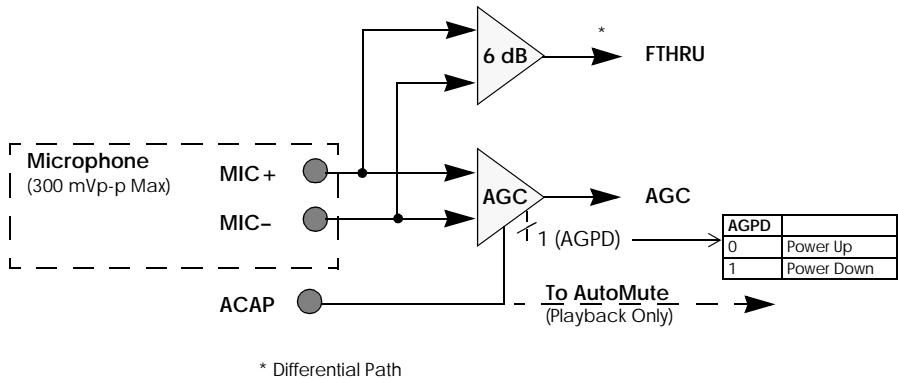 *
6 dB
FTHRU
Microphone
(300 mVp-p Max)
MIC+
MIC–
AGC
AGC
1 (AGPD)
AGPD
0 Power Up
1 Power Down
ACAP
To AutoMute
(Playback Only)
* Differential Path